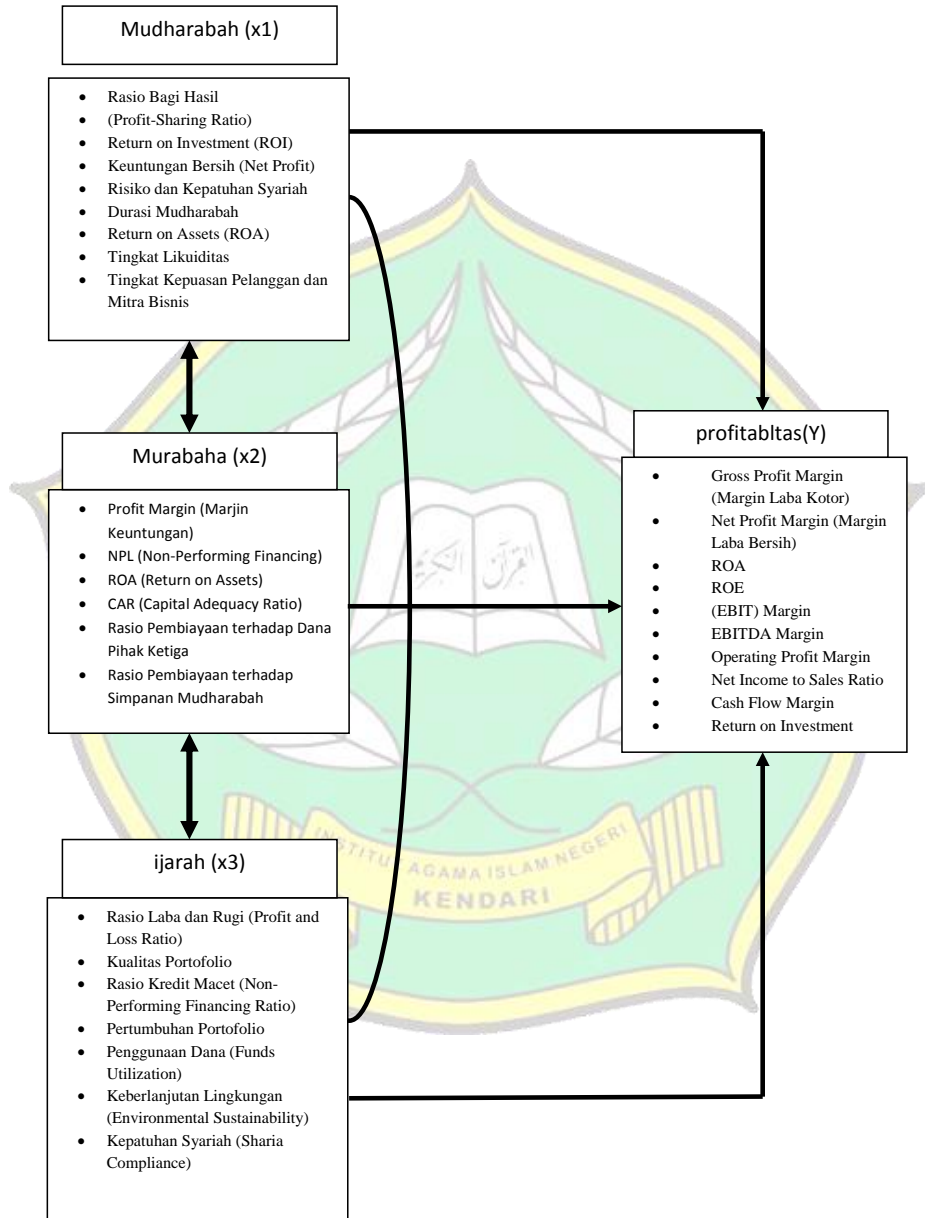 Mudharabah (x1)
• Rasio Bagi Hasil
• (Profit-Sharing Ratio)
• Return on Investment (ROI)
• Keuntungan Bersih (Net Profit)
• Risiko dan Kepatuhan Syariah
• Durasi Mudharabah
• Return on Assets (ROA)
• Tingkat Likuiditas
• Tingkat Kepuasan Pelanggan dan
Mitra Bisnis
Murabaha (x2)
• Profit Margin (Marjin
Keuntungan)
• NPL (Non-Performing Financing)
• ROA (Return on Assets)
• CAR (Capital Adequacy Ratio)
• Rasio Pembiayaan terhadap Dana
Pihak Ketiga
• Rasio Pembiayaan terhadap
Simpanan Mudharabah
ijarah (x3)
• Rasio Laba dan Rugi (Profit and
Loss Ratio)
• Kualitas Portofolio
• Rasio Kredit Macet (Non-
Performing Financing Ratio)
• Pertumbuhan Portofolio
• Penggunaan Dana (Funds
Utilization)
• Keberlanjutan Lingkungan
(Environmental Sustainability)
• Kepatuhan Syariah (Sharia
Compliance)
profitabltas(Y)
• Gross Profit Margin
(Margin Laba Kotor)
• Net Profit Margin (Margin
Laba Bersih)
• ROA
• ROE
• (EBIT) Margin
• EBITDA Margin
• Operating Profit Margin
• Net Income to Sales Ratio
• Cash Flow Margin
• Return on Investment
القرآن الكريم
INSTITUT AGAMA ISLAM NEGERI
KENDARI